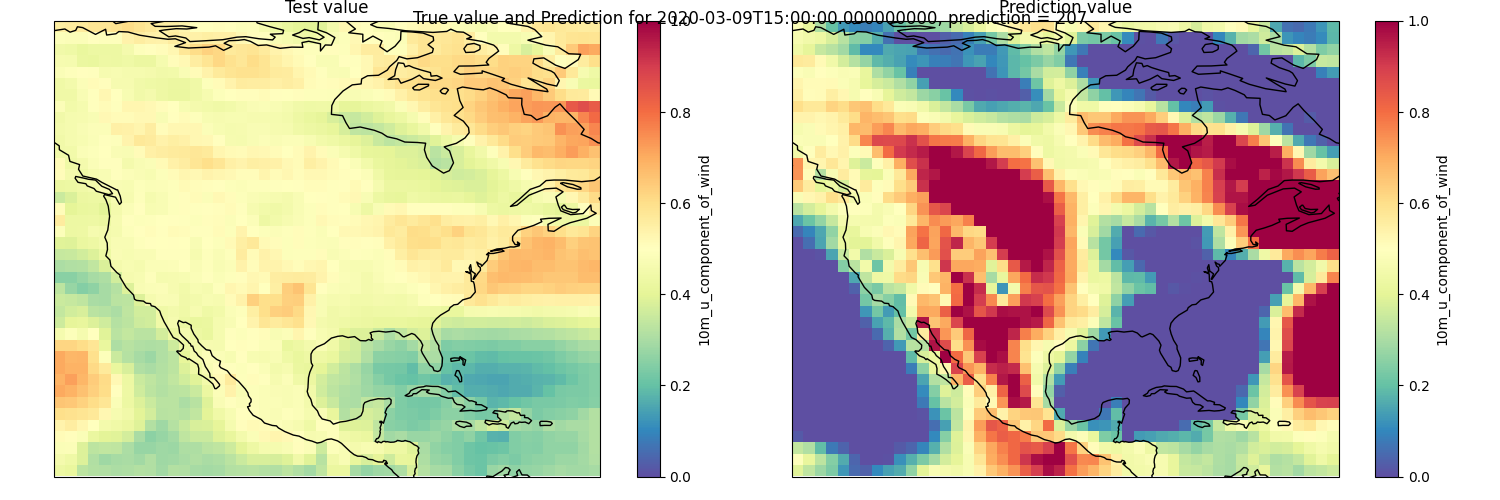 Test value
True value and Prediction for 2020-03-09T15:00:00.000000000, prediction = 207
Prediction value
1.0
0.8
0.6
0.4
0.2
0.0
10m_u_component_of_wind
1.0
0.8
0.6
0.4
0.2
0.0
10m_u_component_of_wind